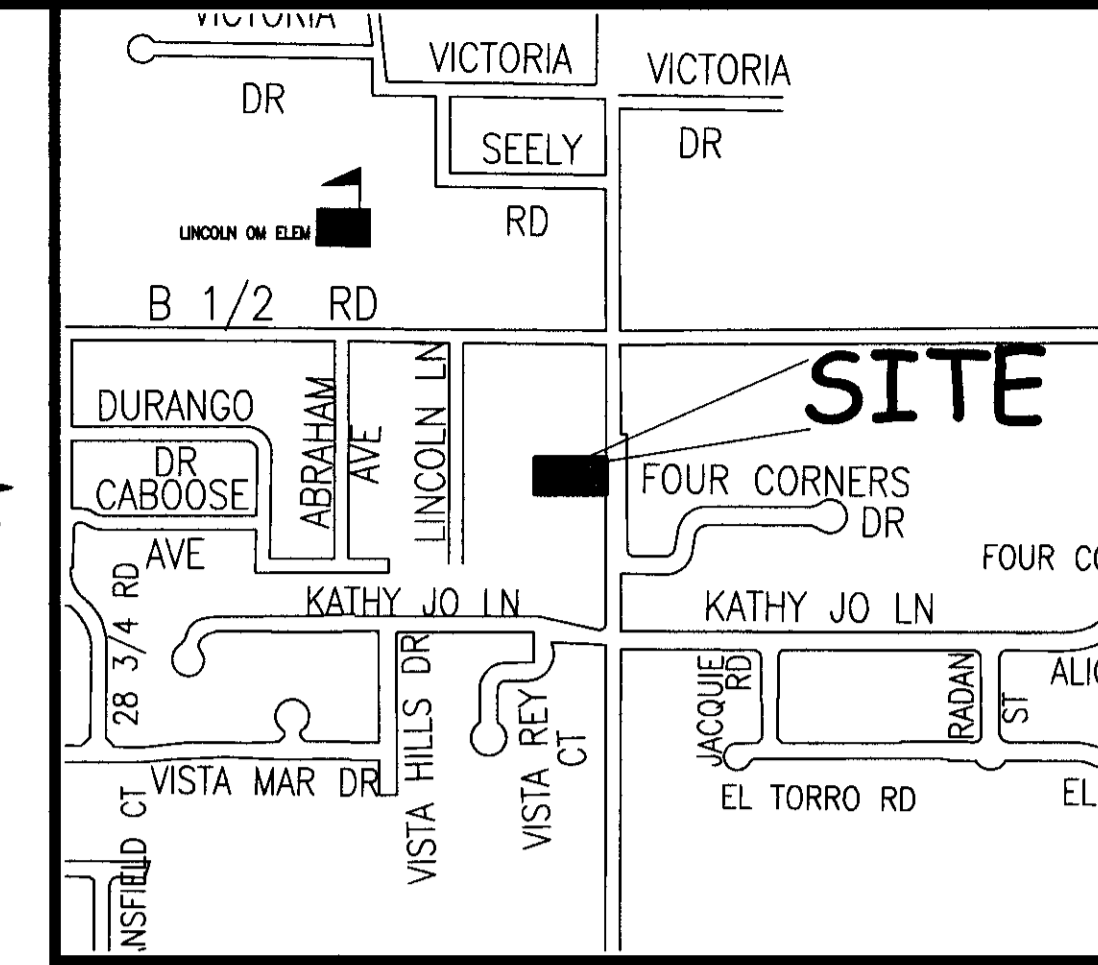 VICTORIA
DR
VICTORIA
DR
VICTORIA
DR
SEELY
RD
LINCOLN OM ELEM
B 1/2 RD
SITE
DURANGO
DR
CABOOSE
AVE
ABRAHAM
AVE
LINCOLN LN
FOUR CORNERS
DR
FOUR CO
28 3/4 RD
KATHY JO LN
KATHY JO LN
VISTA HILLS DR
VISTA REY
CT
JACQUIE
RD
RADAN
ST
ALIC
VISTA MAR DR
EL TORRO RD
EL
NSFIELD CT